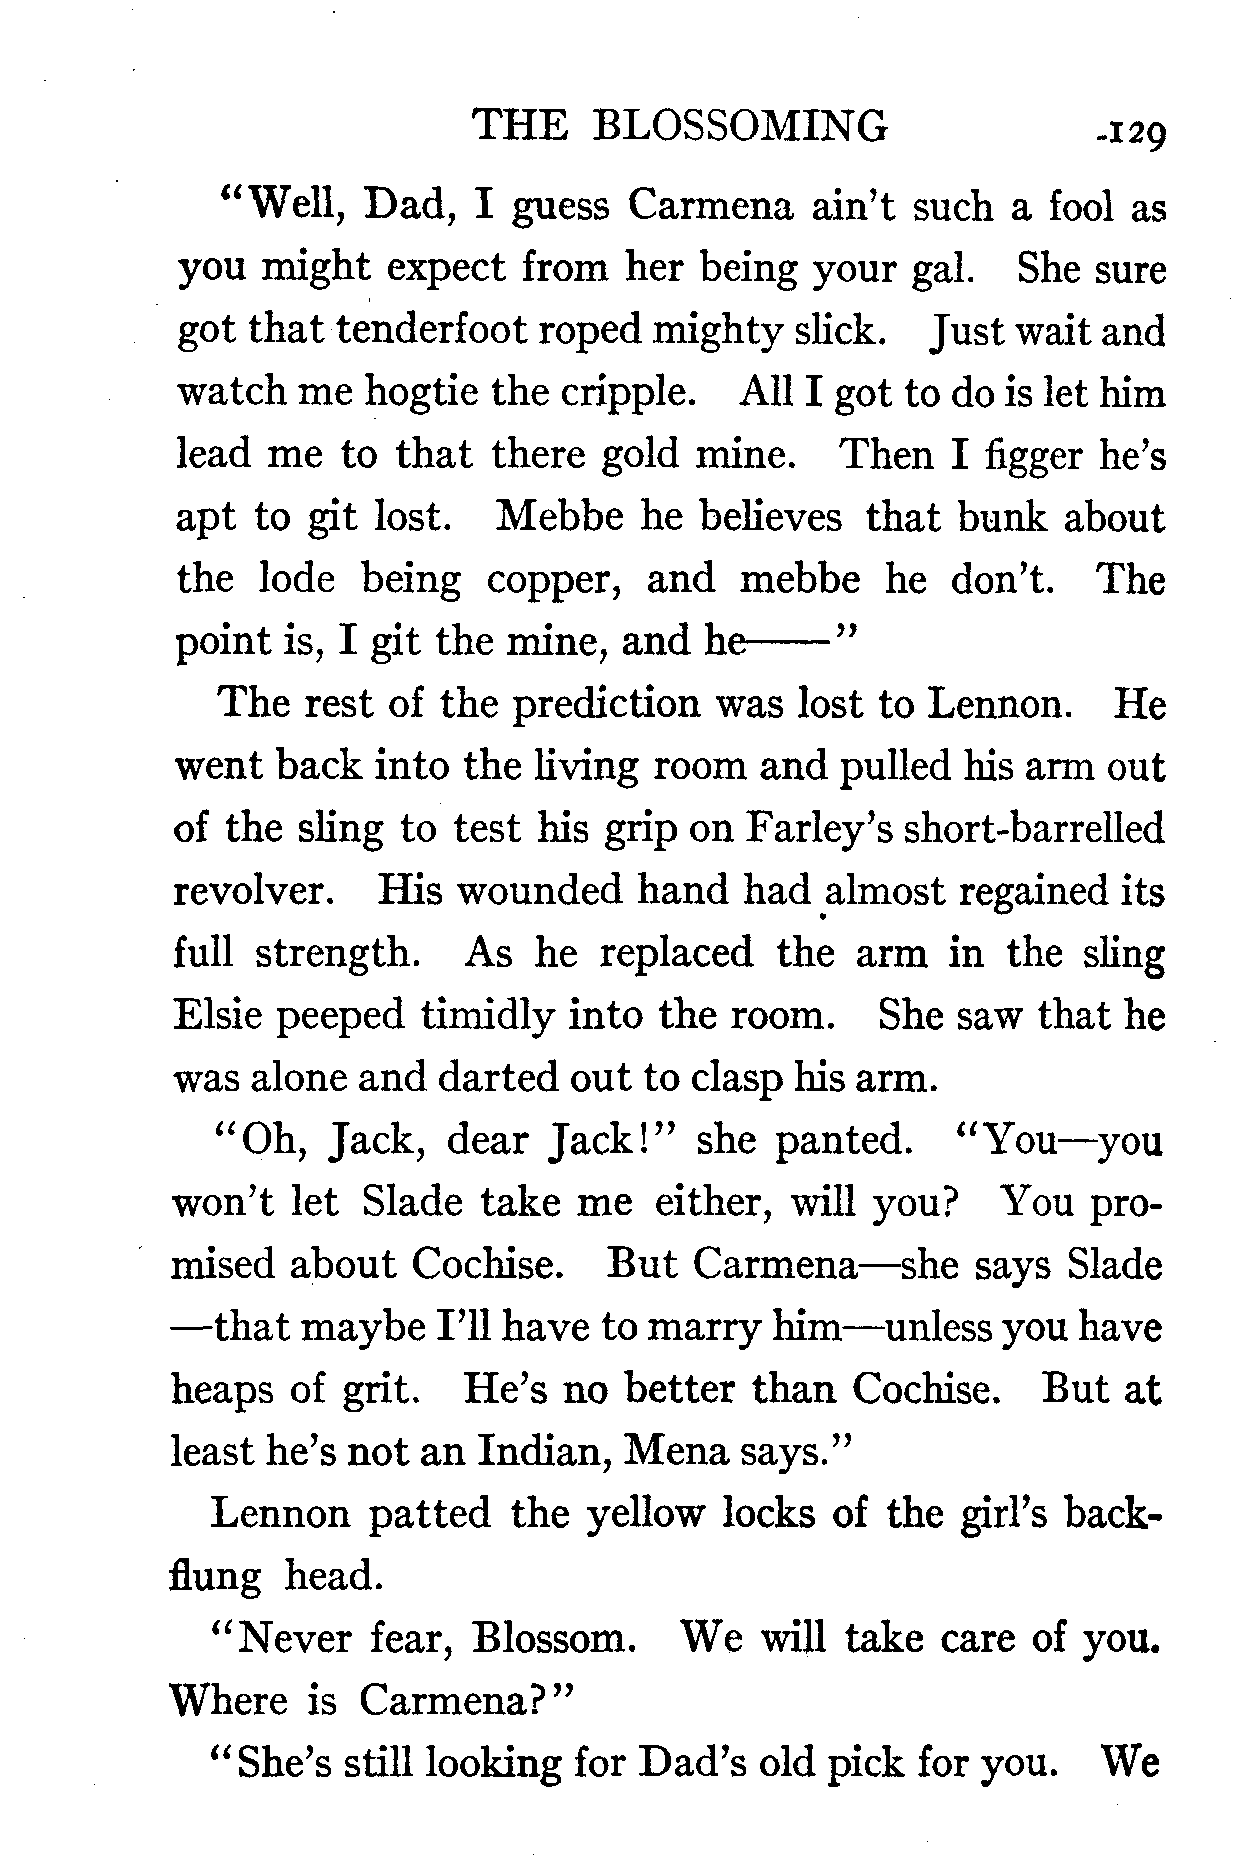 THE BLOSSOMING 129
“Well, Dad, I guess Carmena ain’t such a fool as
you might expect from her being your gal. She sure
got that tenderfoot roped mighty slick. Just wait and
watch me hogtie the cripple. All I got to do is let him
lead me to that there gold mine. Then I figger he’s
apt to git lost. Mebbe he believes that bunk about
the lode being copper, and mebbe he don’t. The
point is, I git the mine, and he——”
The rest of the prediction was lost to Lennon. He
went back into the living room and pulled his arm out
of the sling to test his grip on Farley’s short-barrelled
revolver. His wounded hand had almost regained its
full strength. As he replaced the arm in the sling
Elsie peeped timidly into the room. She saw that he
was alone and darted out to clasp his arm.
“Oh, Jack, dear Jack!” she panted. “You—you
won’t let Slade take me either, will you? You pro-
mised about Cochise. But Carmena—she says Slade
—that maybe I’ll have to marry him—unless you have
heaps of grit. He’s no better than Cochise. But at
least he’s not an Indian, Mena says.”
Lennon patted the yellow locks of the girl’s back-
flung head.
“Never fear, Blossom. We will take care of you.
Where is Carmena?”
“She’s still looking for Dad’s old pick for you. We